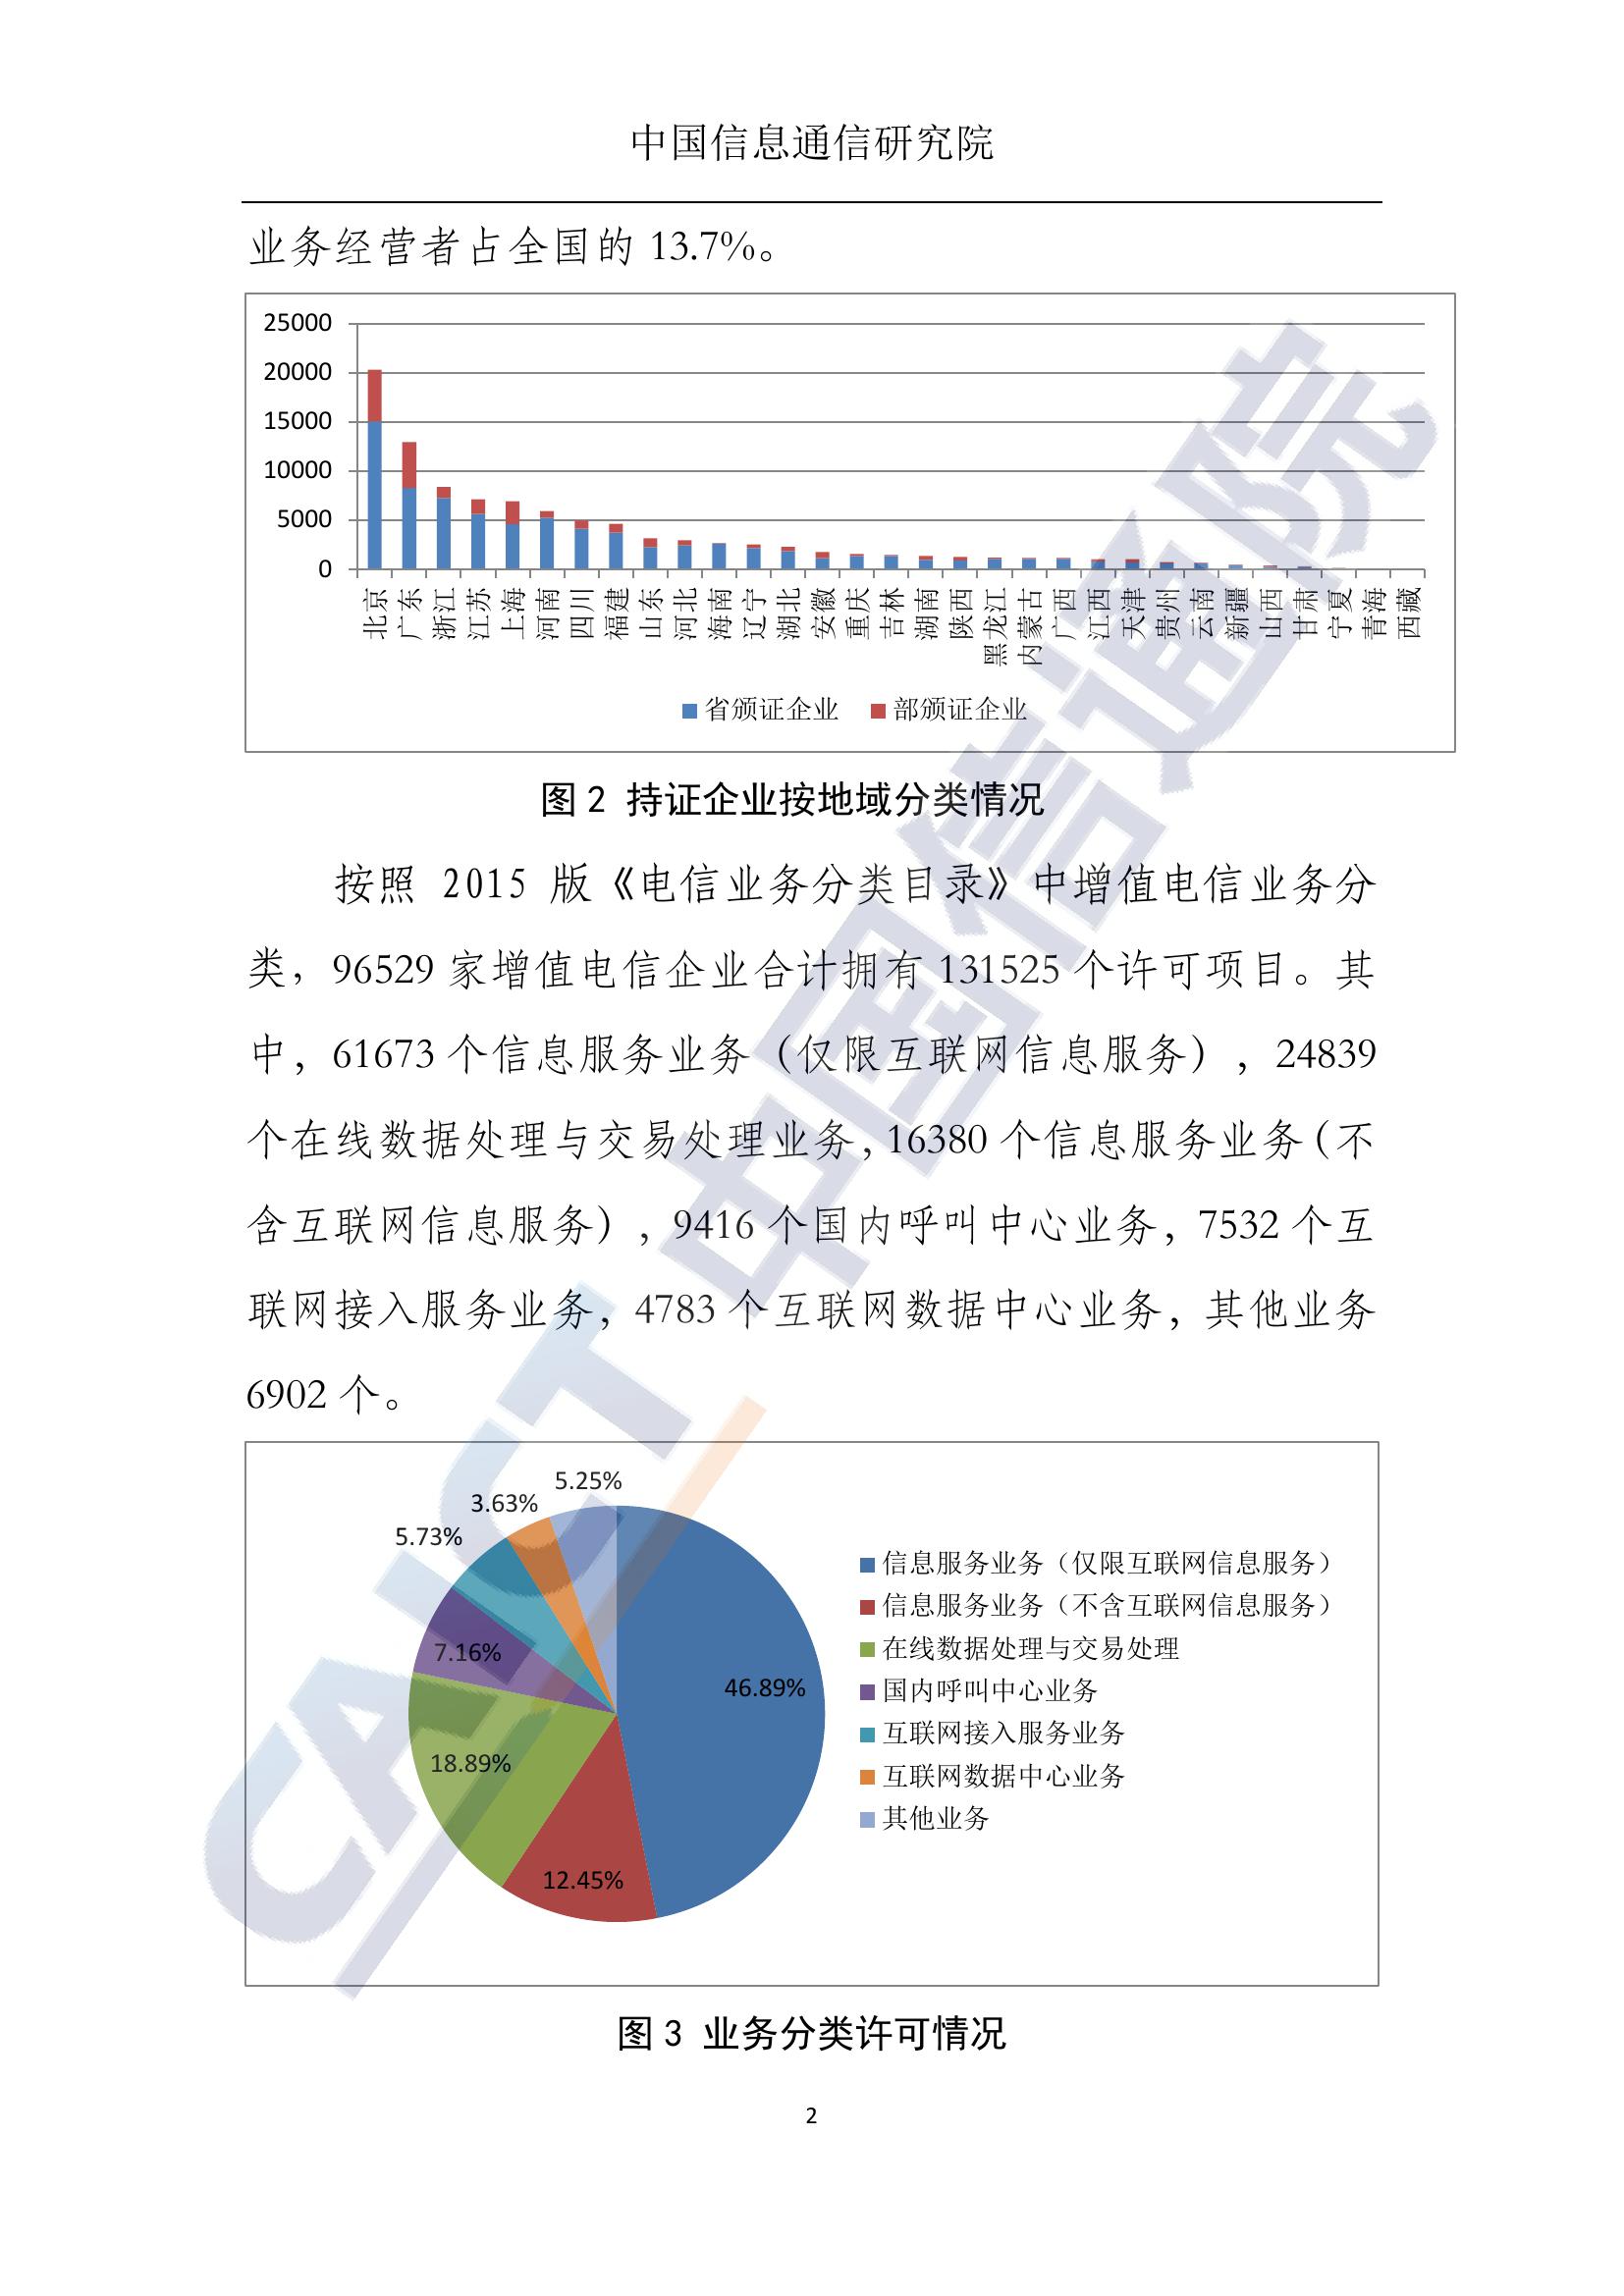 中国信息通信研究院
业务经营者占全国的 13.7%。
25000
20000
15000
10000
5000
0
北京 广东 浙江 江苏 上海 河南 四川 福建 山东 河北 海南 辽宁 湖北 安徽 重庆 吉林 湖南 陕西 黑龙江 内蒙古 广西 江西 天津 贵州 云南 新疆 山西 甘肃 宁夏 青海 西藏
省颁证企业 部颁证企业
图 2 持证企业按地域分类情况
按照 2015 版《电信业务分类目录》中增值电信业务分
类，96529 家增值电信企业合计拥有 131525 个许可项目。其
中，61673 个信息服务业务（仅限互联网信息服务），24839
个在线数据处理与交易处理业务，16380 个信息服务业务（不
含互联网信息服务），9416 个国内呼叫中心业务，7532 个互
联网接入服务业务，4783 个互联网数据中心业务，其他业务
6902 个。
5.25%
3.63%
5.73%
7.16%
46.89%
18.89%
12.45%
信息服务业务（仅限互联网信息服务）
信息服务业务（不含互联网信息服务）
在线数据处理与交易处理
国内呼叫中心业务
互联网接入服务业务
互联网数据中心业务
其他业务
图 3 业务分类许可情况
2
CAICT 中国信通院